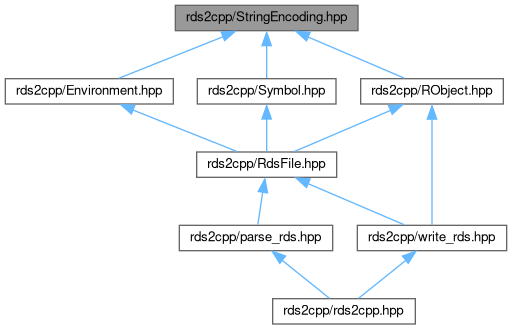 rds2cpp/StringEncoding.hpp
rds2cpp/Environment.hpp
rds2cpp/Symbol.hpp
rds2cpp/RObject.hpp
rds2cpp/RdsFile.hpp
rds2cpp/parse_rds.hpp
rds2cpp/write_rds.hpp
rds2cpp/rds2cpp.hpp